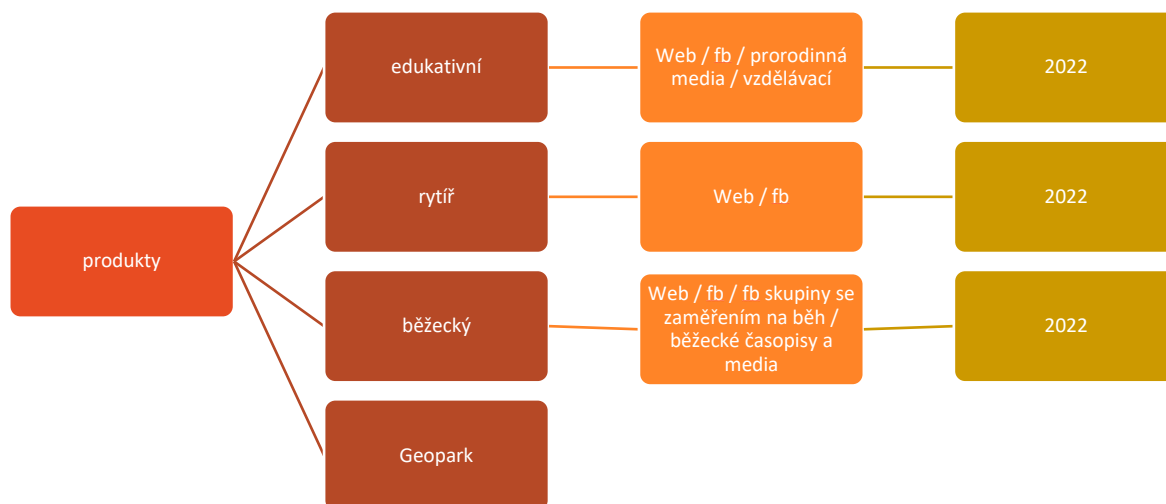 produkty
edukativní
Web / fb / prorodinná
media / vzdělávací
2022
rytíř
Web / fb
2022
běžecký
Web / fb / fb skupiny se
zaměřením na běh /
běžecké časopisy a
media
2022
Geopark